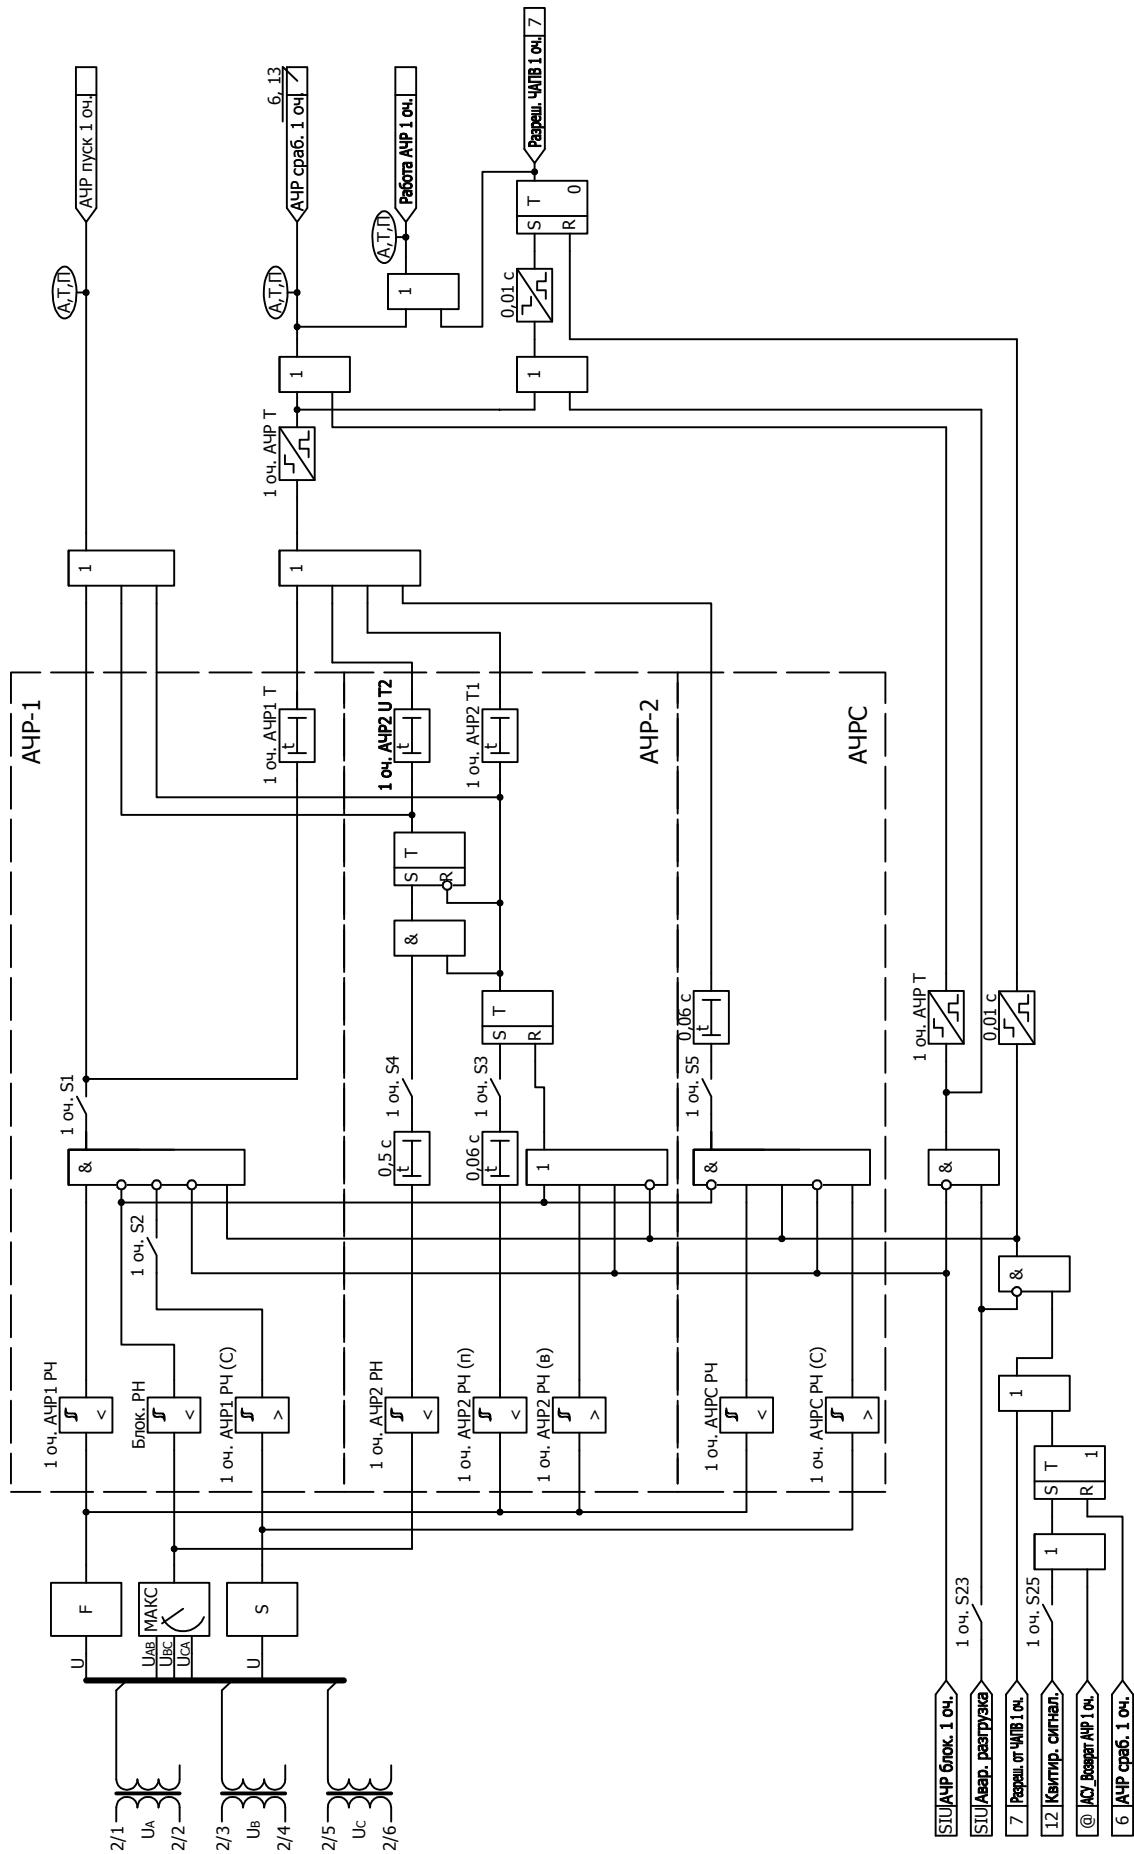 АЧР пуск 1 оч.
6, 13
АЧР сраб. 1 оч.
Работа АЧР 1 оч.
7
Разреш. ЧАПВ 1 оч.
А,Т,П
А,Т,П
А,Т,П
1
S T
R 0
0,01 с
1
1
1 оч. АЧР Т
1
1
АЧР-1
АЧР-2
АЧРС
1 оч. АЧР1 Т
t
1 оч. АЧР2 U T2
t
1 оч. АЧР2 Т1
t
S T
R
&
S T
R
0,06 с
t
1 оч. АЧР Т
0,01 с
1 оч. S1
1 оч. S4
1 оч. S3
1 оч. S5
&
0,5 с
t
0,06 с
t
1
&
&
1 оч. S2
&
1 оч. АЧР1 РЧ
<
Блок. РН
<
1 оч. АЧР1 РЧ (С)
>
1 оч. АЧР2 РН
<
1 оч. АЧР2 РЧ (п)
<
1 оч. АЧР2 РЧ (в)
>
1 оч. АЧРС РЧ
<
1 оч. АЧРС РЧ (С)
>
1
S T
R 1
1
F
МАКС
S
U
UAB
UBC
UCA
U
1 оч. S23
1 оч. S25
2/1
UA
2/2
2/3
UB
2/4
2/5
UC
2/6
SIU АЧР блок. 1 оч.
SIU Авар. разгрузка
7 Разреш. от ЧАПВ 1 оч.
12 Квитир. сигнал.
@ АСУ_Возврат АЧР 1 оч.
6 АЧР сраб. 1 оч.